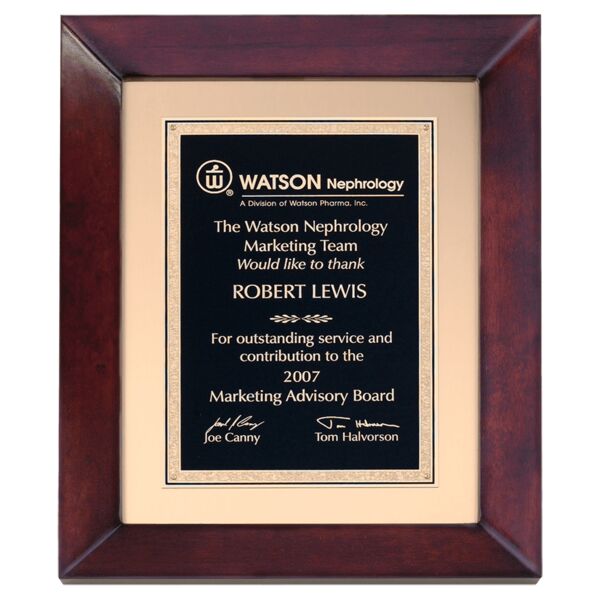 WATSON Nephrology
A Division of Watson Pharma, Inc.
The Watson Nephrology
Marketing Team
Would like to thank
ROBERT LEWIS
For outstanding service and
contribution to the
2007
Marketing Advisory Board
Joe Canny Tom Halvorson